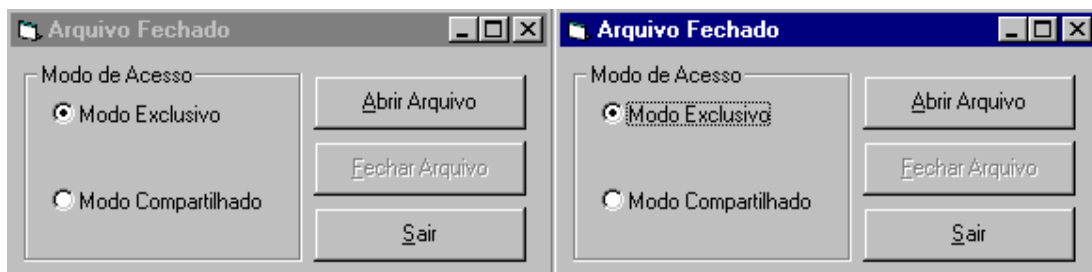 Arquivo Fechado
Modo de Acesso
Modo Exclusivo
Modo Compartilhado
Abrir Arquivo
Fechar Arquivo
Sair
Arquivo Fechado
Modo de Acesso
Modo Exclusivo
Modo Compartilhado
Abrir Arquivo
Fechar Arquivo
Sair